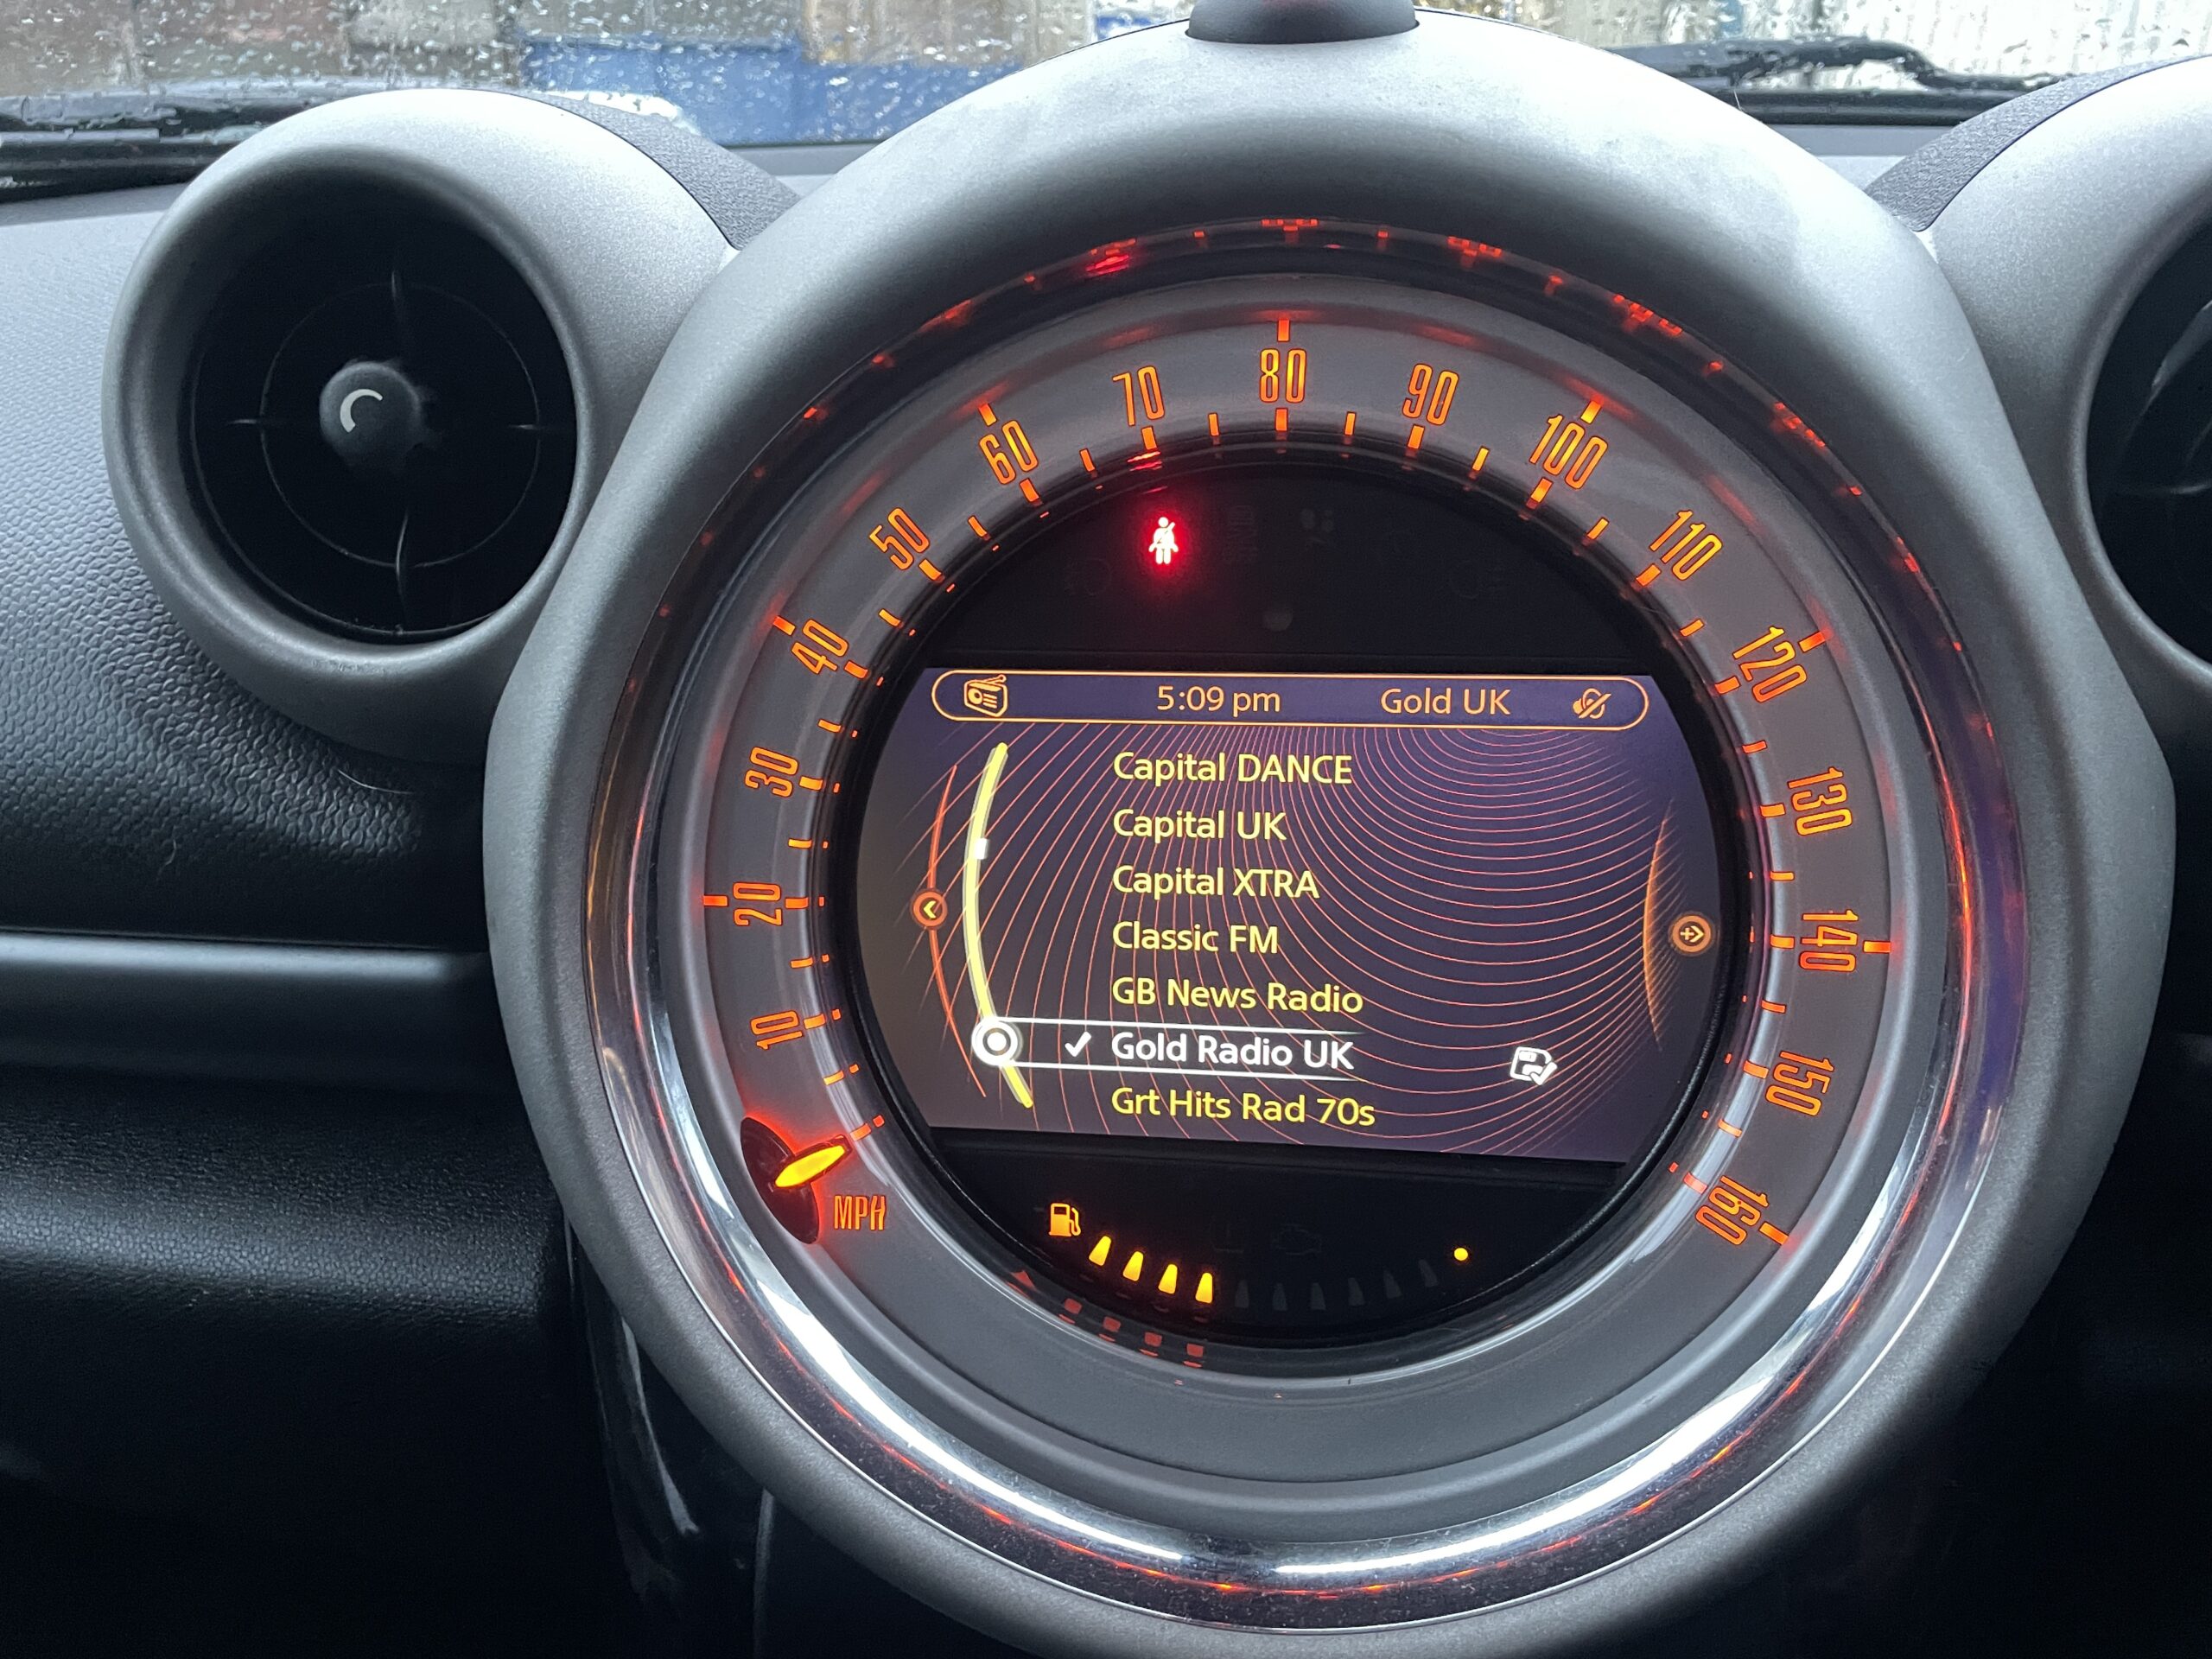 5:09 pm Gold UK
Capital DANCE
Capital UK
Capital XTRA
Classic FM
GB News Radio
Gold Radio UK
Grt Hits Rad 70s
10
20
30
40
50
60
70
80
90
100
110
120
130
140
150
160
MPH